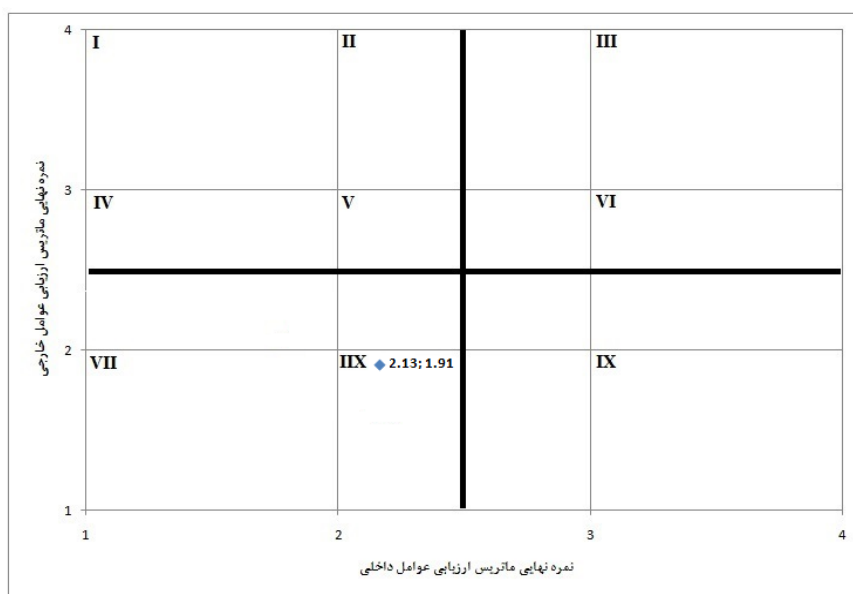 4
I II III
نمره نهایی ماتریس ارزیابی عوامل خارجی
3
IV V VI
2
VII IIX 2.13; 1.91 IX
1
1 2 3 4
نمره نهایی ماتریس ارزیابی عوامل داخلی